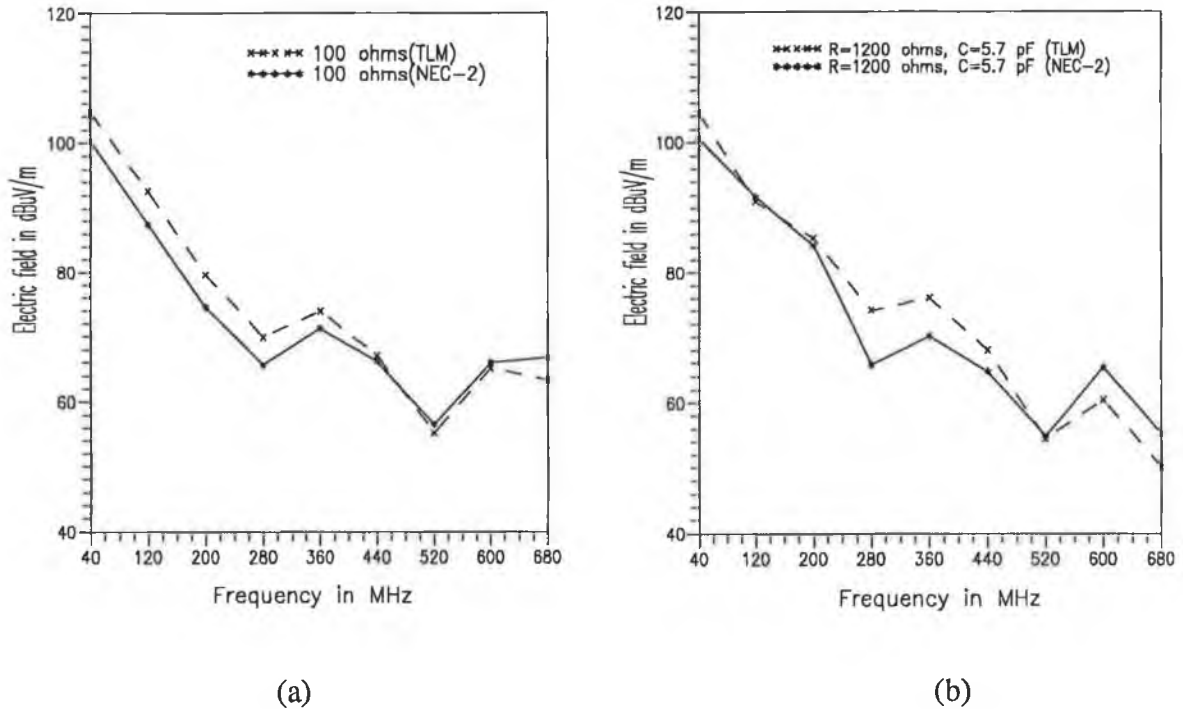 120
100
80
60
40
Electric field in dBuV/m
×-×-×-× 100 ohms(TLM)
100 ohms(NEC-2)
40 120 200 280 360 440 520 600 680
Frequency in MHz
(a)
120
100
80
60
40
Electric field in dBuV/m
R=1200 ohms, C=5.7 pF (TLM)
R=1200 ohms, C=5.7 pF (NEC-2)
40 120 200 280 360 440 520 600 680
Frequency in MHz
(b)